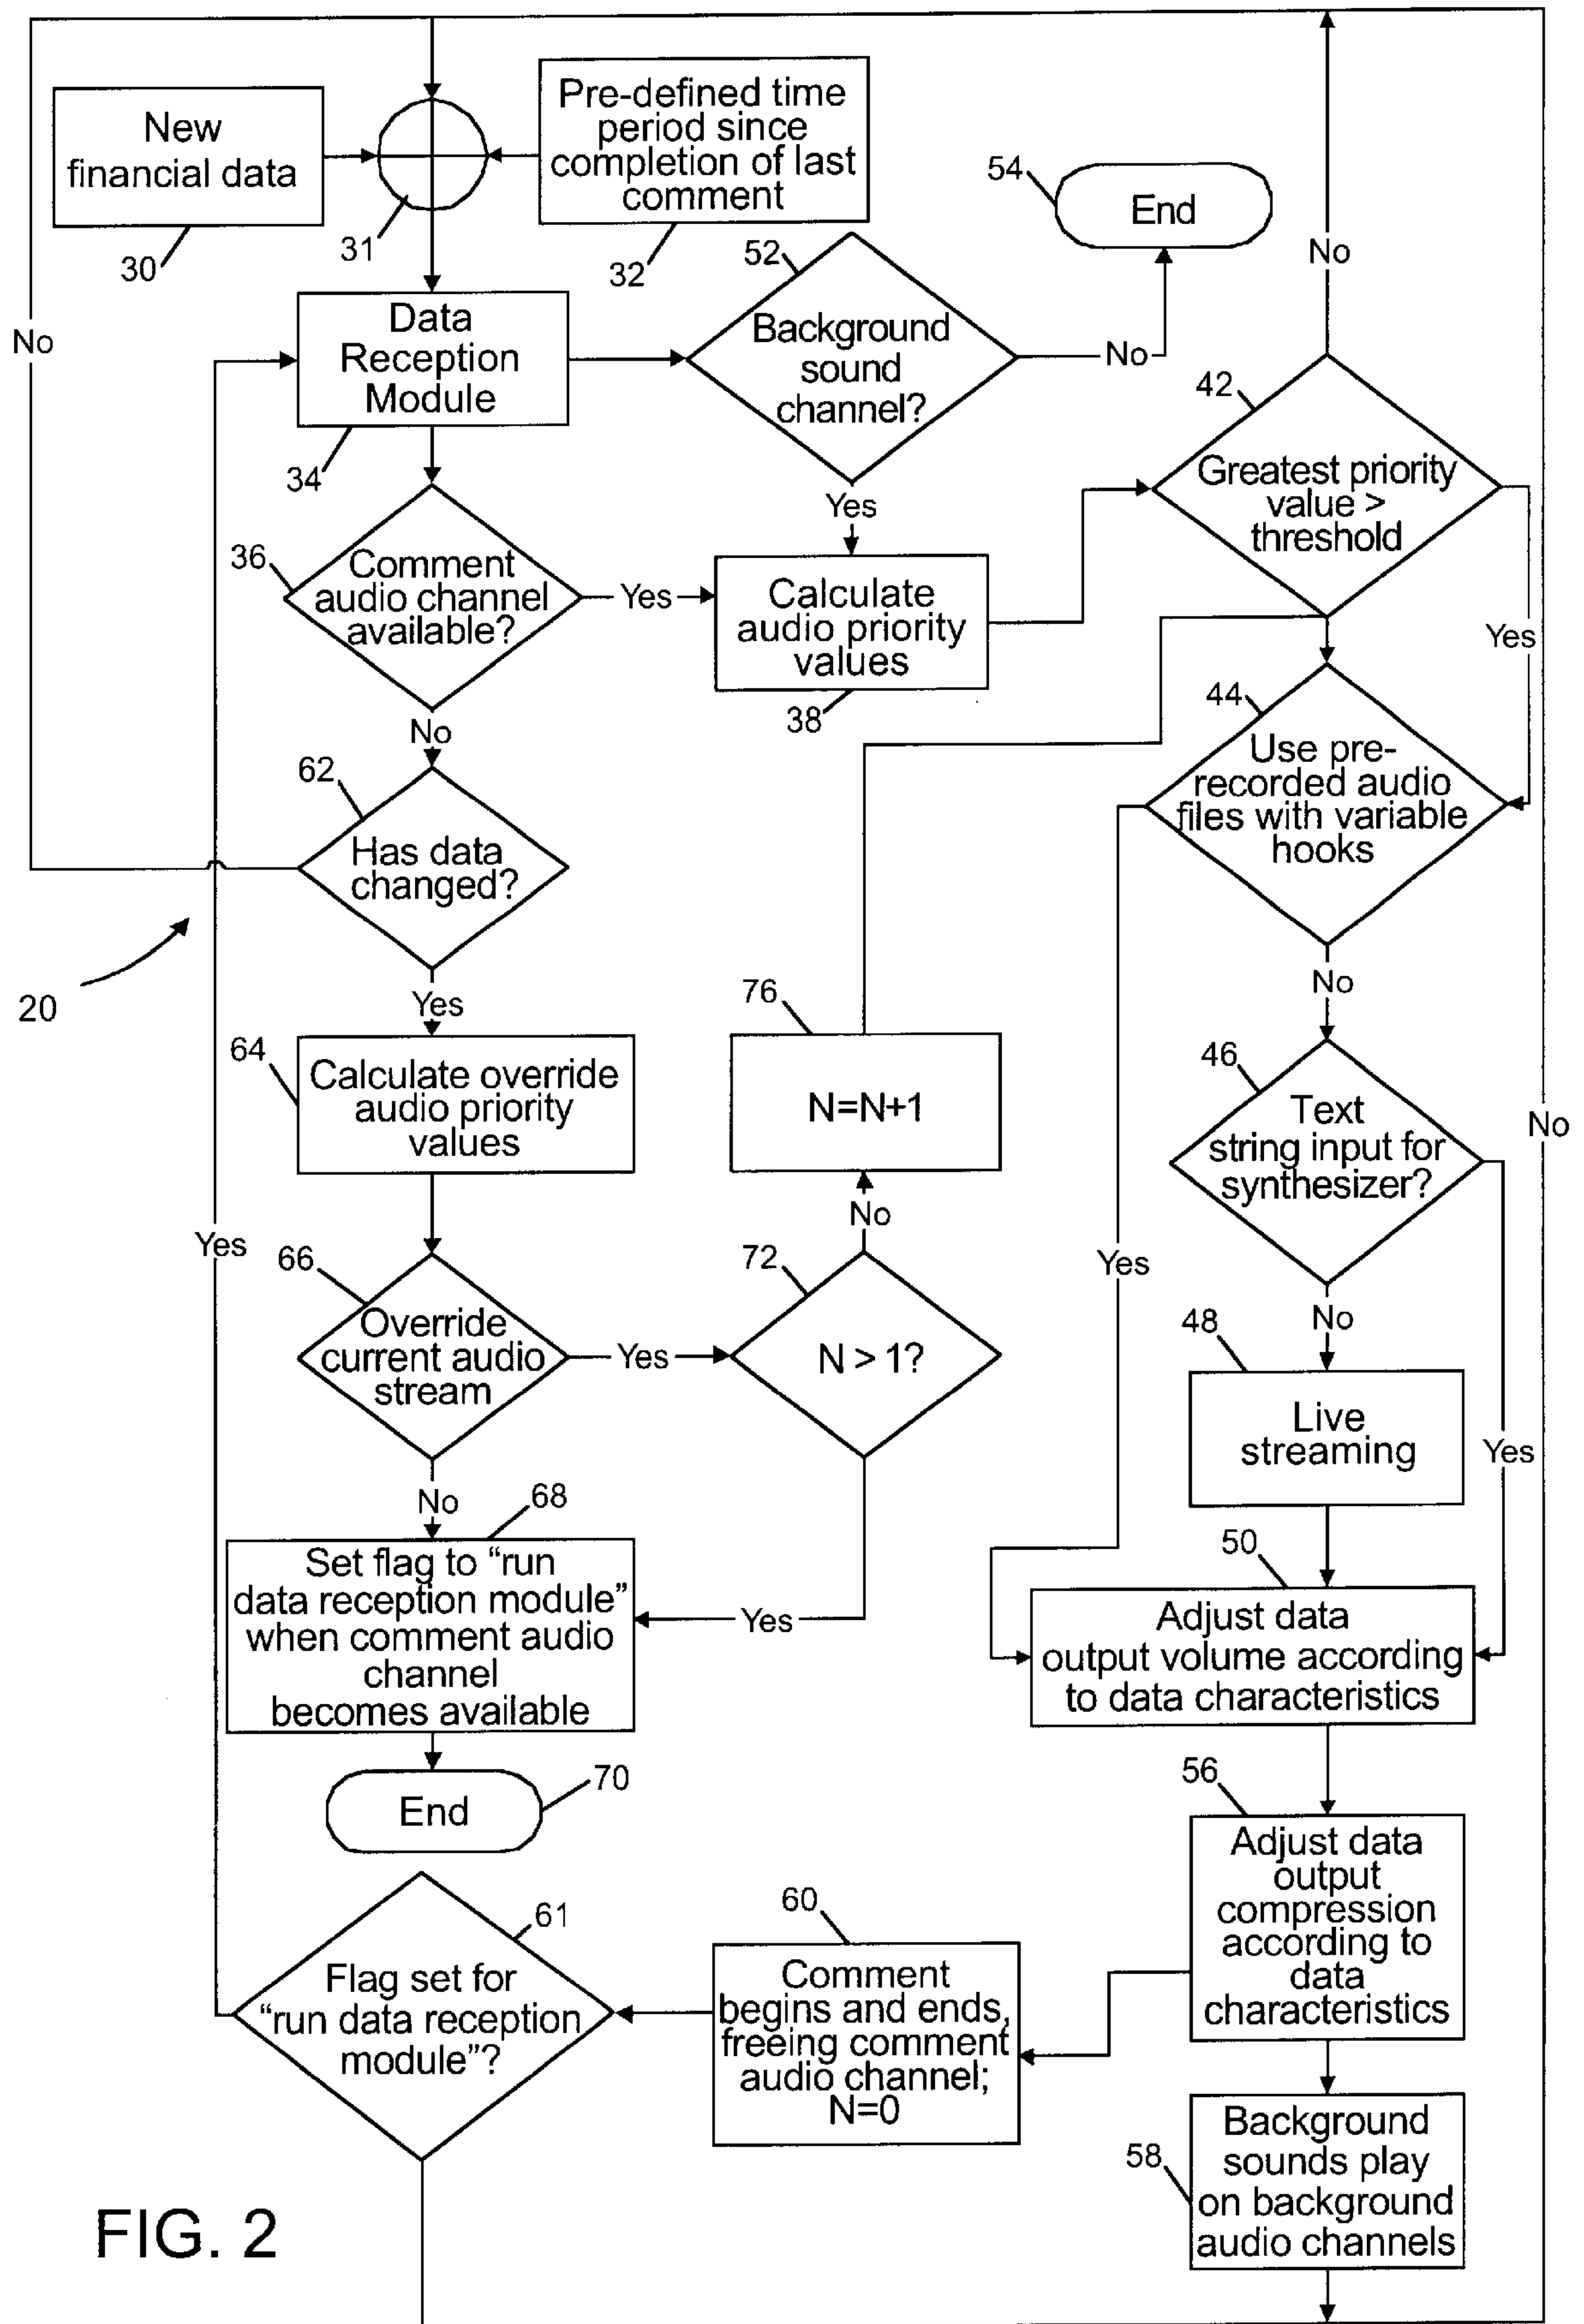 New
financial data
30
31
Pre-defined time
period since
completion of last
comment
32
54
End
No
No
Data
Reception
Module
34
52
Background
sound
channel?
No
Yes
42
Greatest priority
value >
threshold
Yes
36
Comment
audio channel
available?
Yes
Calculate
audio priority
values
38
No
44
Use pre-
recorded audio
files with variable
hooks
No
62
Has data
changed?
Yes
20
64
Calculate override
audio priority
values
76
N=N+1
No
46
Text
string input for
synthesizer?
No
No
Yes
Yes
Yes
66
Override
current audio
stream
Yes
72
N > 1?
48
Live
streaming
No
68
Set flag to “run
data reception module”
when comment audio
channel
becomes available
Yes
50
Adjust data
output volume according
to data characteristics
End
70
56
Adjust data
output
compression
according to
data
characteristics
61
Flag set for
“run data reception
module”?
60
Comment
begins and ends,
freeing comment
audio channel;
N=0
58
Background
sounds play
on background
audio channels
FIG. 2